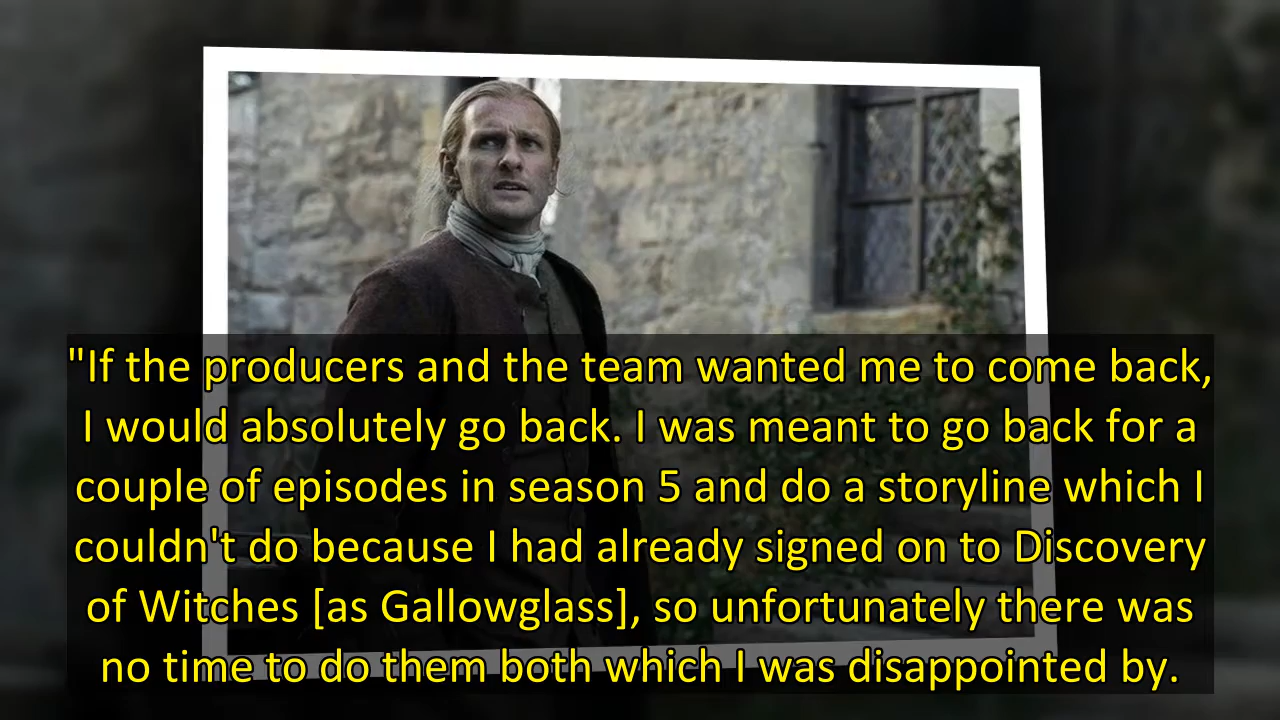 "If the producers and the team wanted me to come back,
I would absolutely go back. I was meant to go back for a
couple of episodes in season 5 and do a storyline which I
couldn't do because I had already signed on to Discovery
of Witches [as Gallowglass], so unfortunately there was
no time to do them both which I was disappointed by.